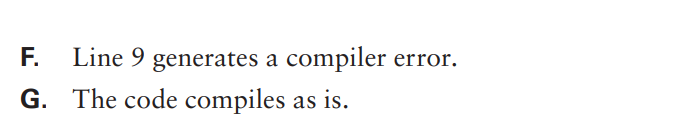 F. Line 9 generates a compiler error.
G. The code compiles as is.